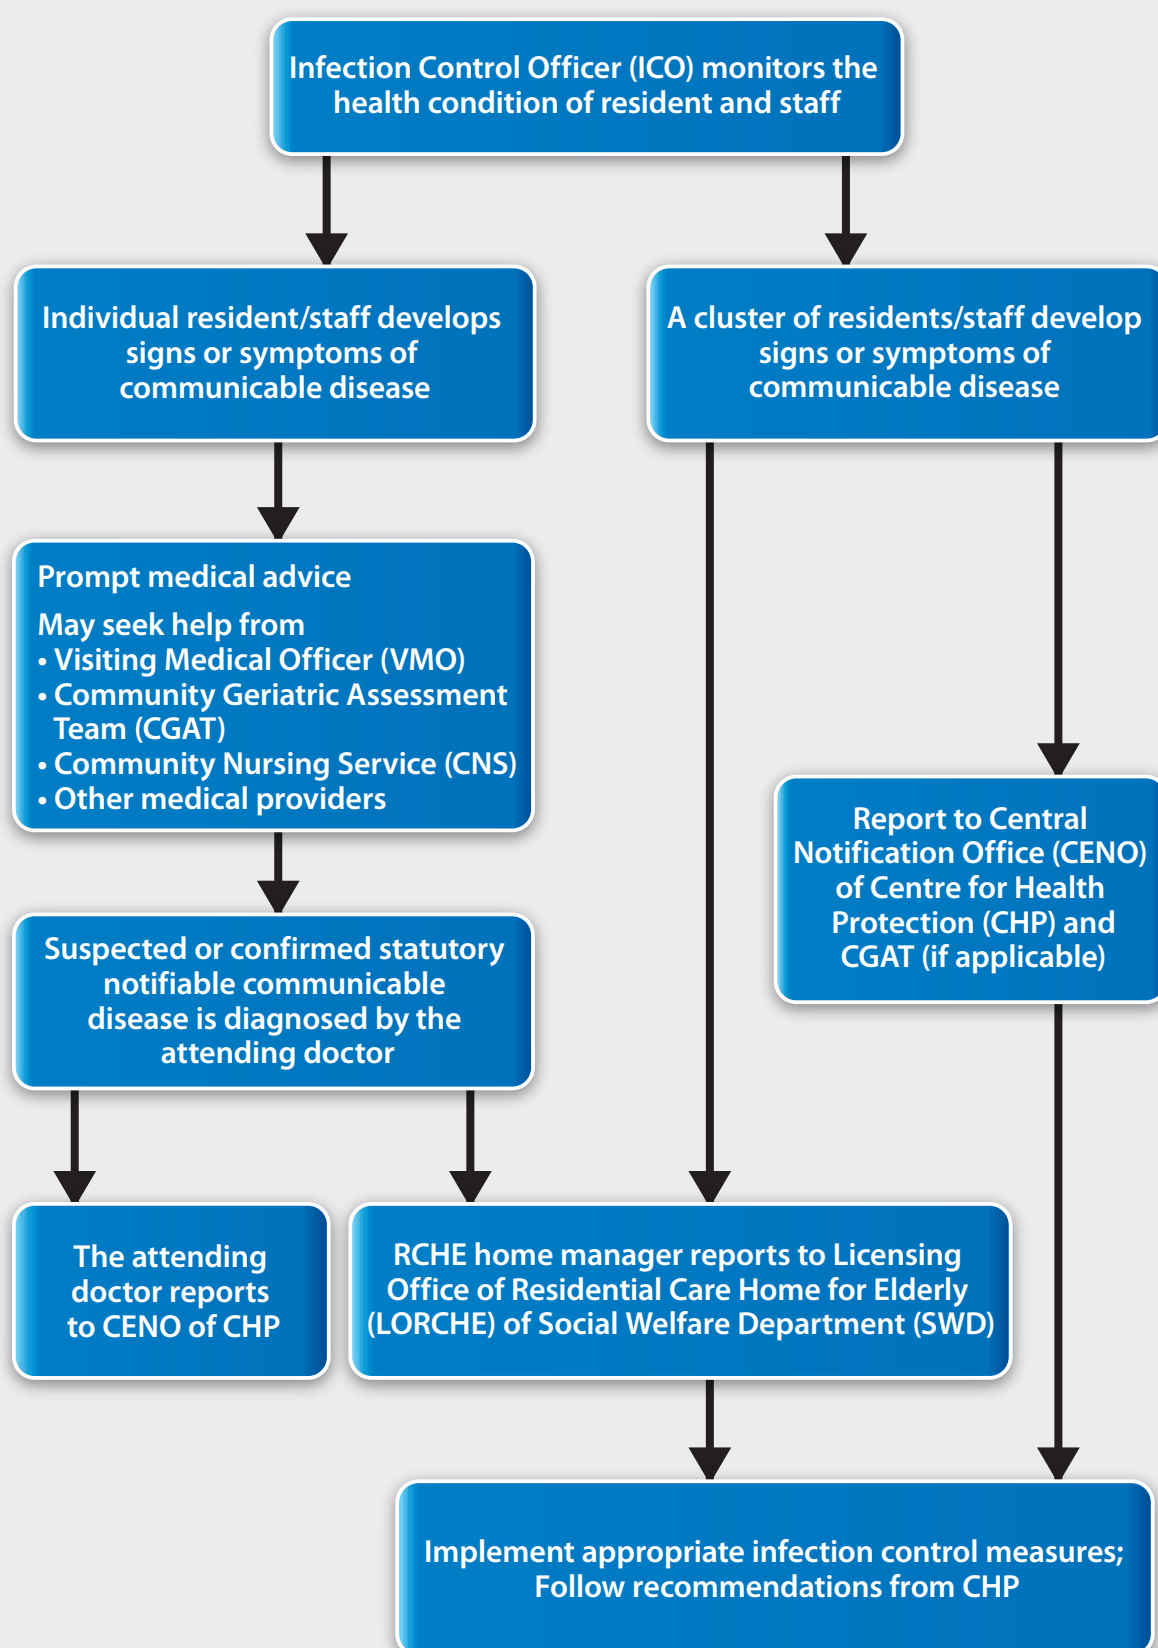 Infection Control Officer (ICO) monitors the
health condition of resident and staff
Individual resident/staff develops
signs or symptoms of
communicable disease
A cluster of residents/staff develop
signs or symptoms of
communicable disease
Prompt medical advice
May seek help from
• Visiting Medical Officer (VMO)
• Community Geriatric Assessment
Team (CGAT)
• Community Nursing Service (CNS)
• Other medical providers
Report to Central
Notification Office (CENO)
of Centre for Health
Protection (CHP) and
CGAT (if applicable)
Suspected or confirmed statutory
notifiable communicable
disease is diagnosed by the
attending doctor
The attending
doctor reports
to CENO of CHP
RCHE home manager reports to Licensing
Office of Residential Care Home for Elderly
(LORCHE) of Social Welfare Department (SWD)
Implement appropriate infection control measures;
Follow recommendations from CHP